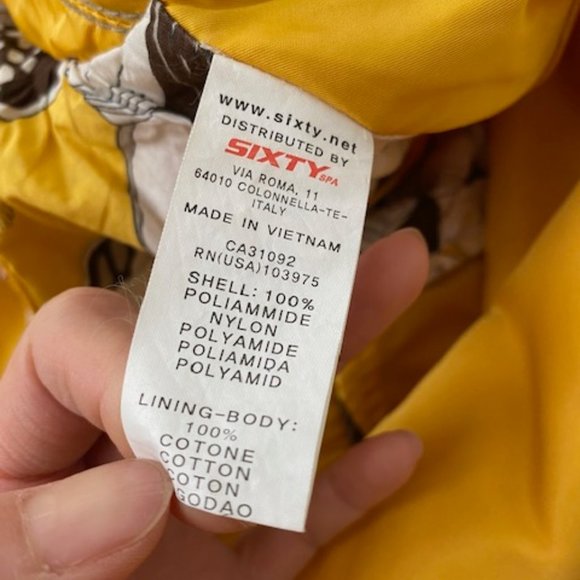 www.sixty.net
DISTRIBUTED BY
SIXTY SPA
VIA ROMA, 11
64010 COLONNELLA-TE-
ITALY
MADE IN VIETNAM
CA31092
RN(USA)103975
SHELL: 100%
POLIAMMIDE
NYLON
POLYAMIDE
POLIAMIDA
POLYAMID
LINING-BODY:
100%
COTONE
COTTON
COTON
GODAO